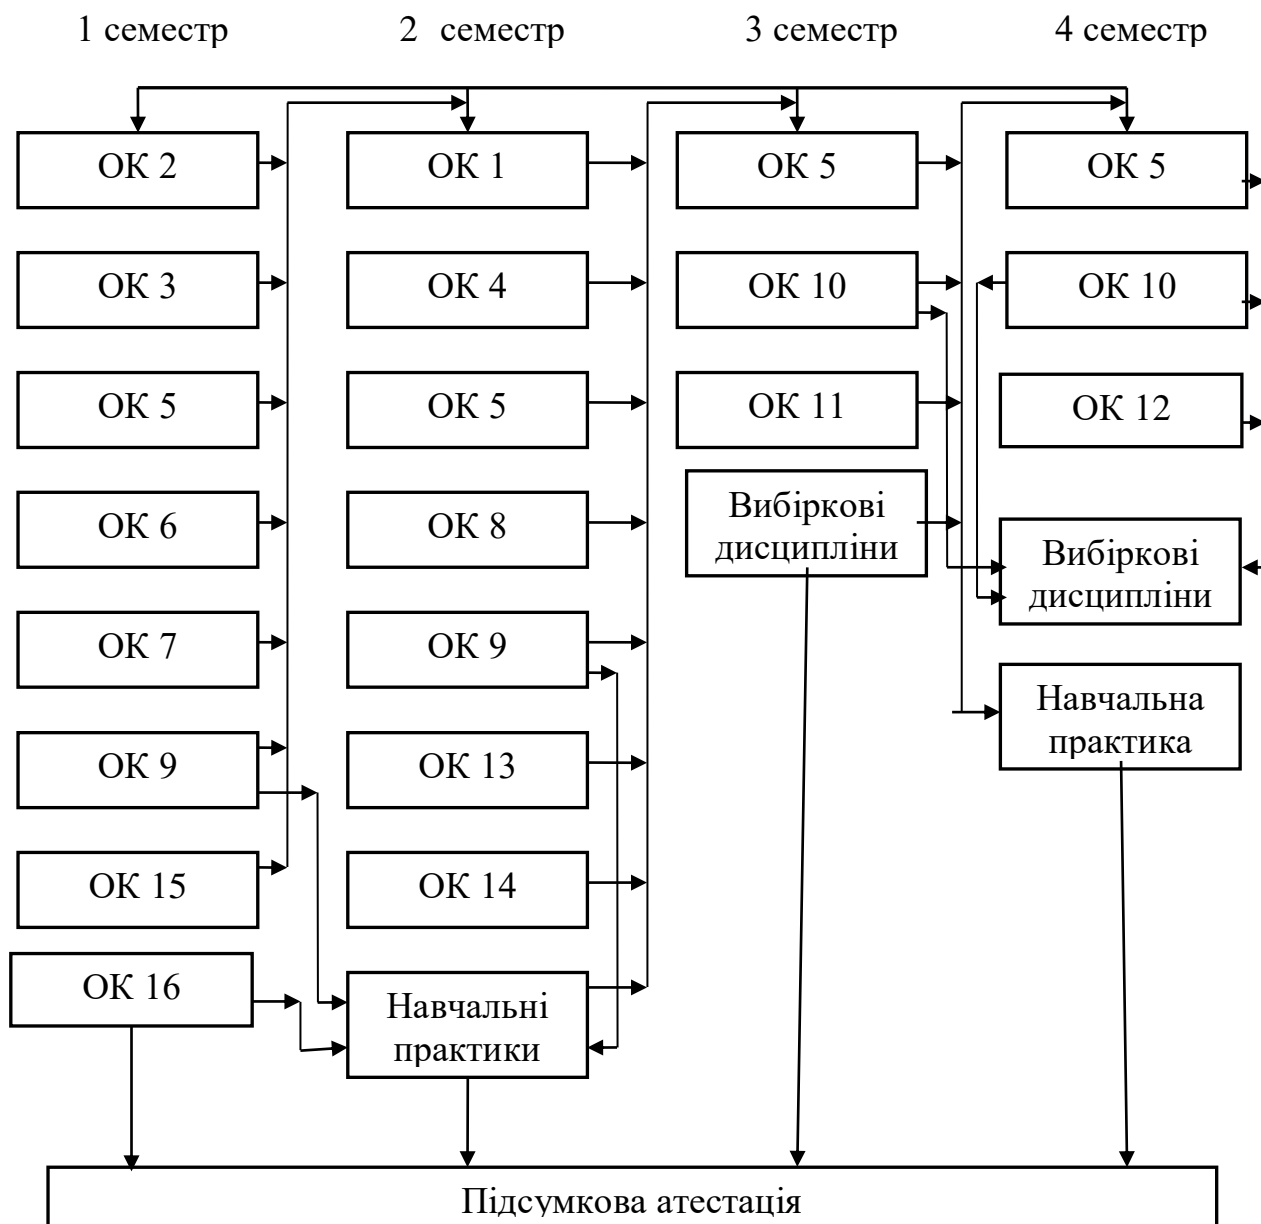 1 семестр
2 семестр
3 семестр
4 семестр
ОК 2
ОК 1
ОК 5
ОК 5
ОК 3
ОК 4
ОК 10
ОК 10
ОК 5
ОК 5
ОК 11
ОК 12
ОК 6
ОК 8
Вибіркові
дисципліни
Вибіркові
дисципліни
ОК 7
ОК 9
Навчальна
практика
ОК 9
ОК 13
ОК 15
ОК 14
ОК 16
Навчальні
практики
Підсумкова атестація